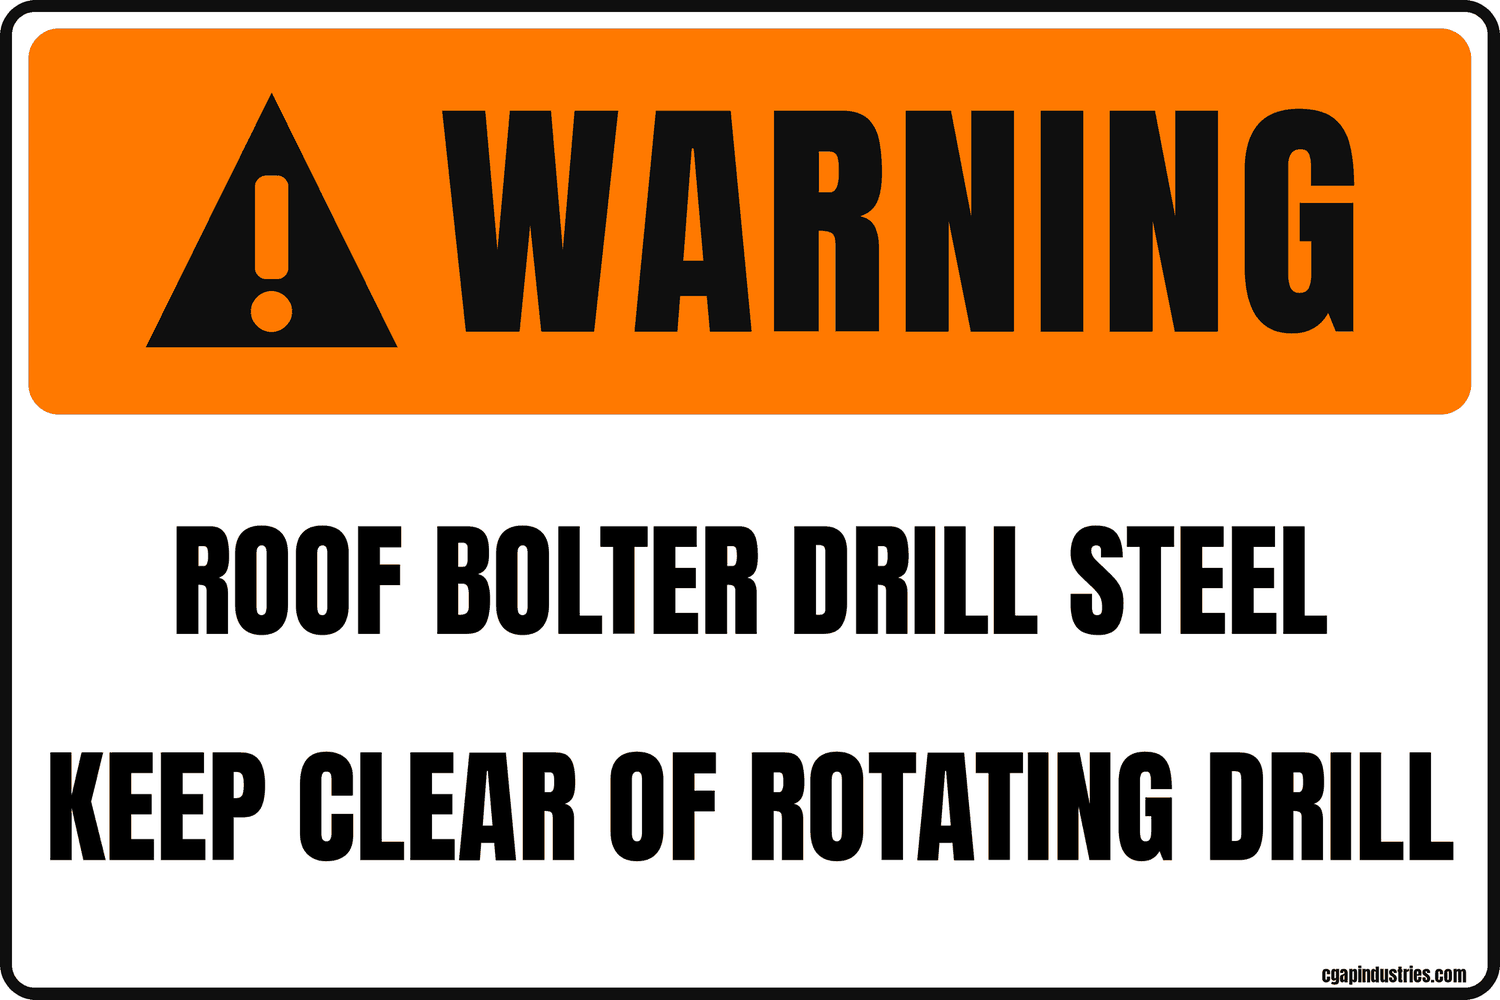 WARNING
ROOF BOLTER DRILL STEEL
KEEP CLEAR OF ROTATING DRILL
cgapindustries.com